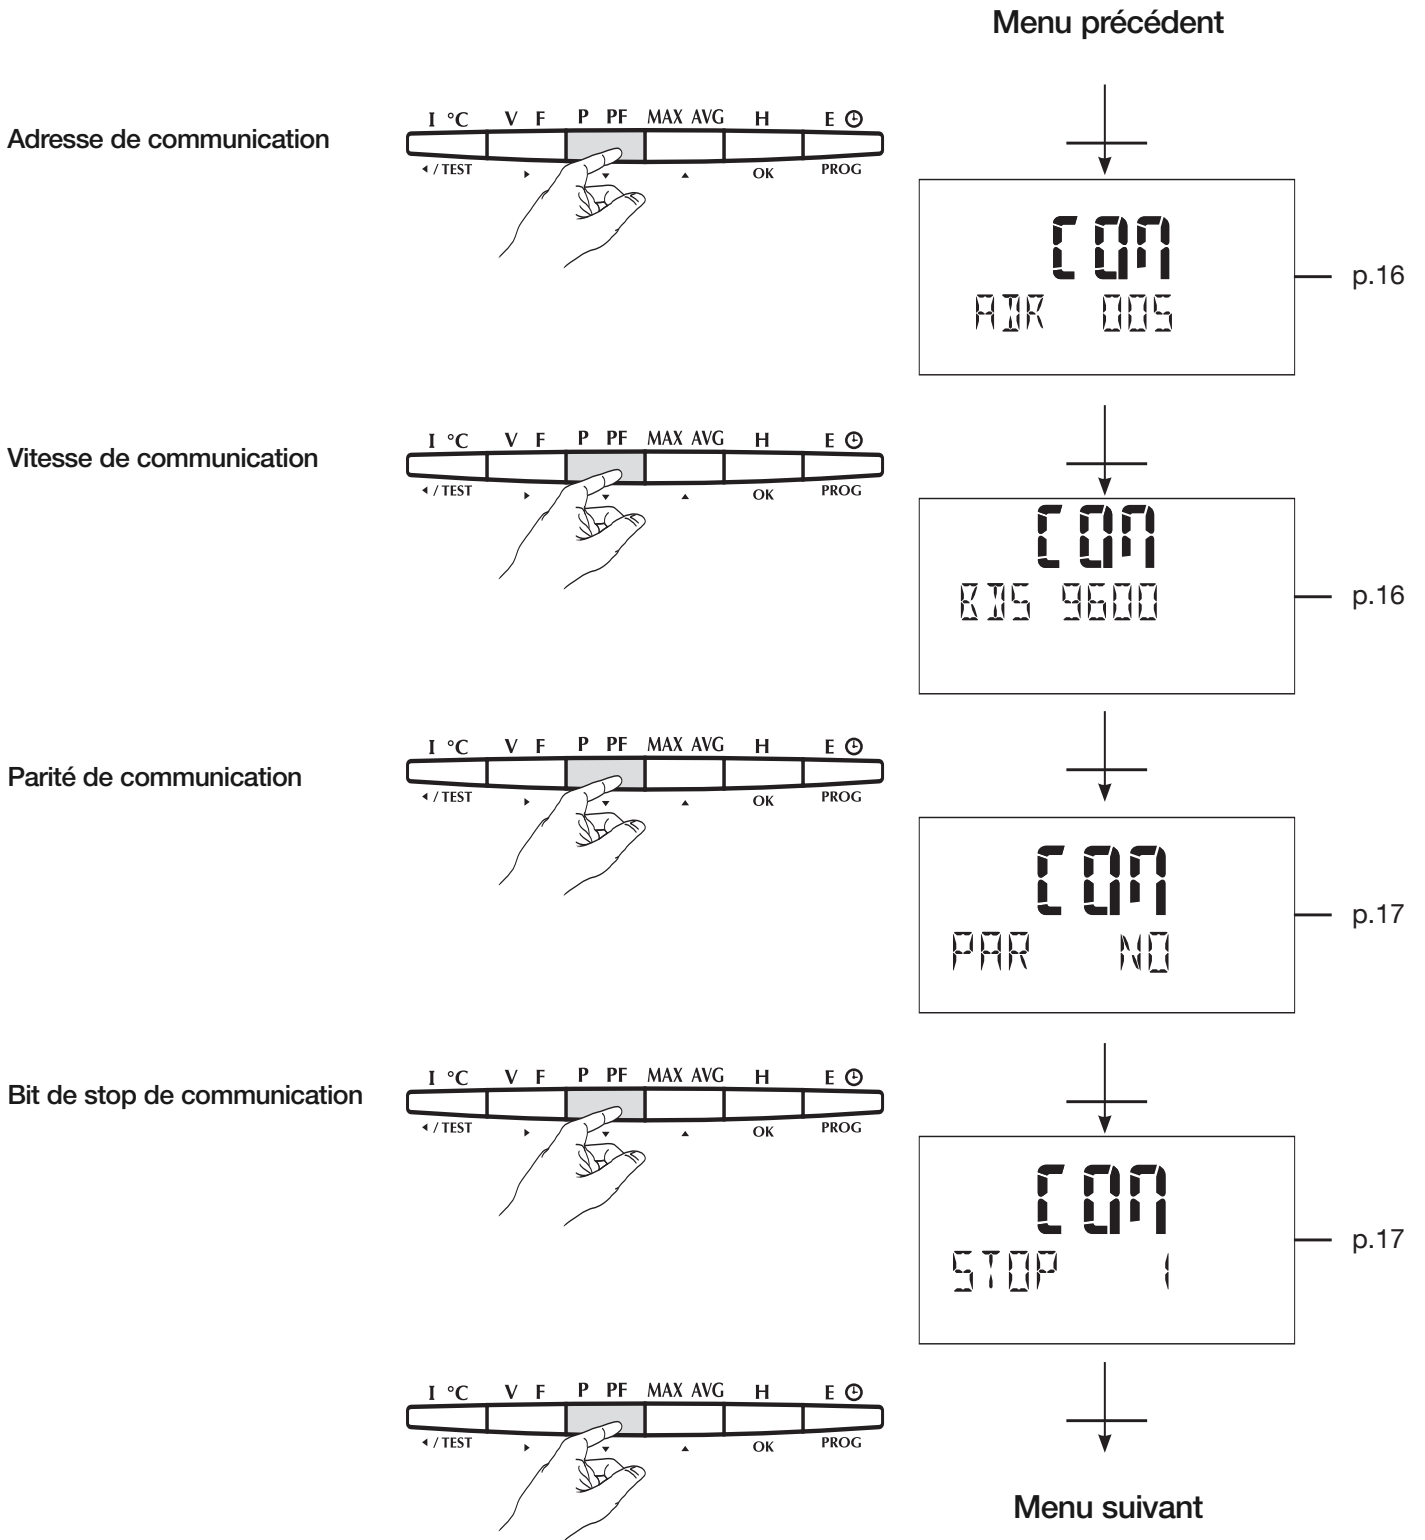 Menu précédent
Adresse de communication
I °C V F P PF MAX AVG H E
/ TEST OK PROG
COM
ADR 005
p.16
Vitesse de communication
I °C V F P PF MAX AVG H E
/ TEST OK PROG
COM
BDS 9600
p.16
Parité de communication
I °C V F P PF MAX AVG H E
/ TEST OK PROG
COM
PAR NO
p.17
Bit de stop de communication
I °C V F P PF MAX AVG H E
/ TEST OK PROG
COM
STOP 1
p.17
I °C V F P PF MAX AVG H E
/ TEST OK PROG
Menu suivant